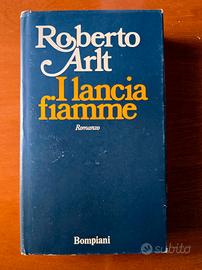 Roberto
Arlt
I lancia
fiamme
Romanzo
Bompiani
subito